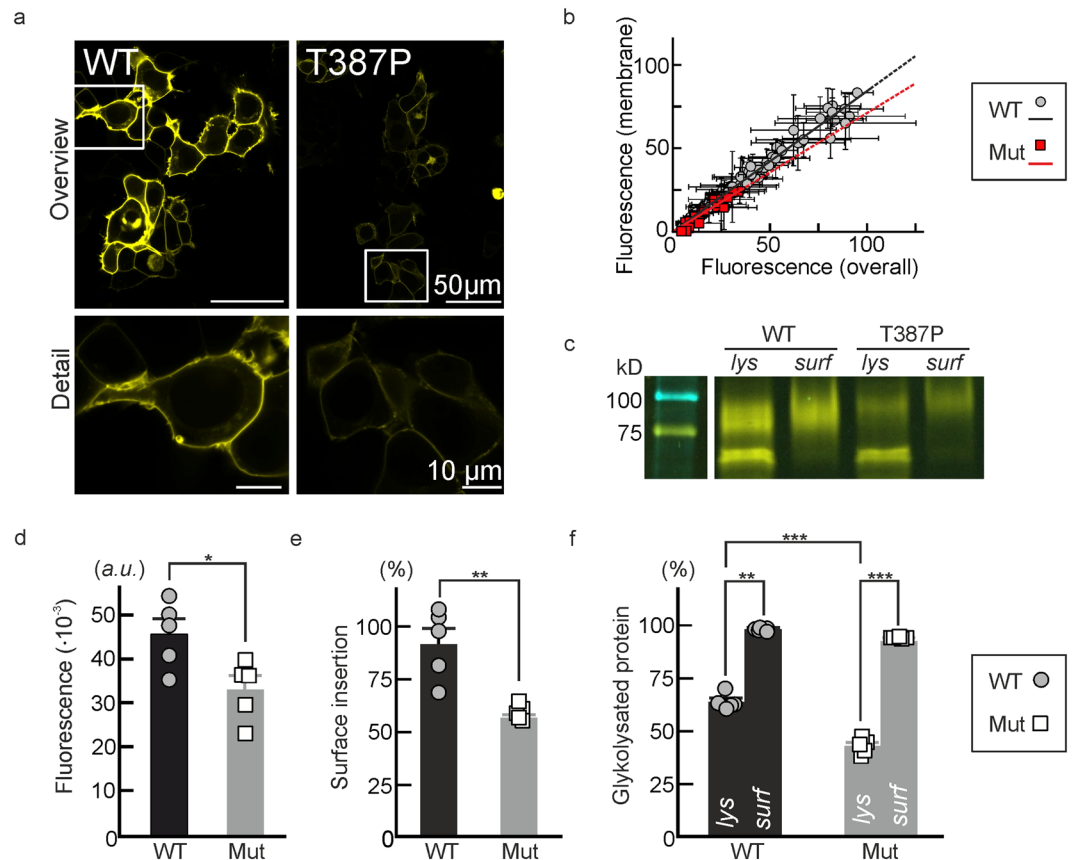 a
WT
T387P
Overview
50µm
Detail
10 µm
b
Fluorescence (membrane)
100
50
0
50
100
Fluorescence (overall)
WT
Mut
c
WT
T387P
kD
lys
surf
lys
surf
100
75
d
(a.u.)
Fluorescence (·10⁻³)
50
40
30
20
10
0
*
WT
Mut
e
(%)
Surface insertion
100
75
50
25
0
**
WT
Mut
f
(%)
Glykolysated protein
100
75
50
25
0
***
**
***
lys
surf
lys
surf
WT
Mut
WT
Mut